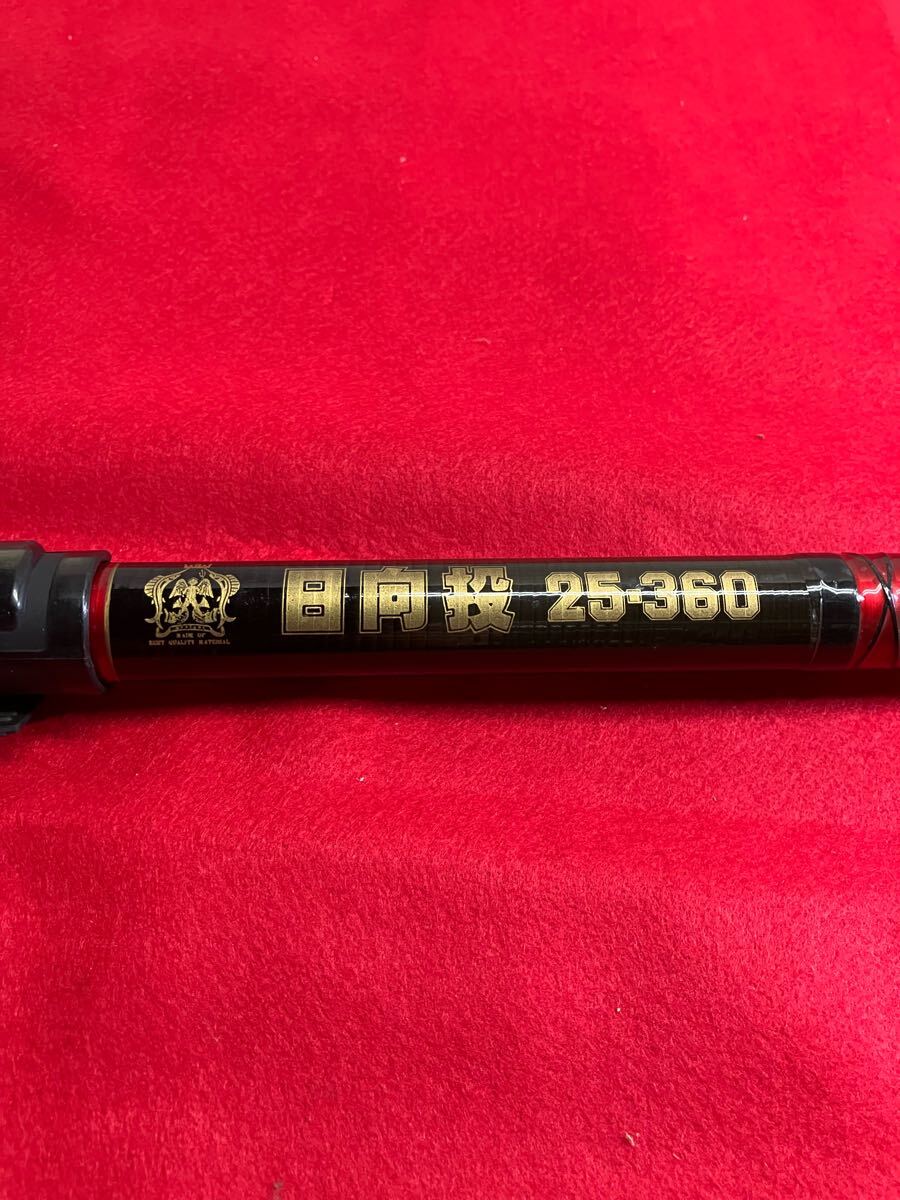 日向投 25-360
MADE OF
BEST QUALITY MATERIAL